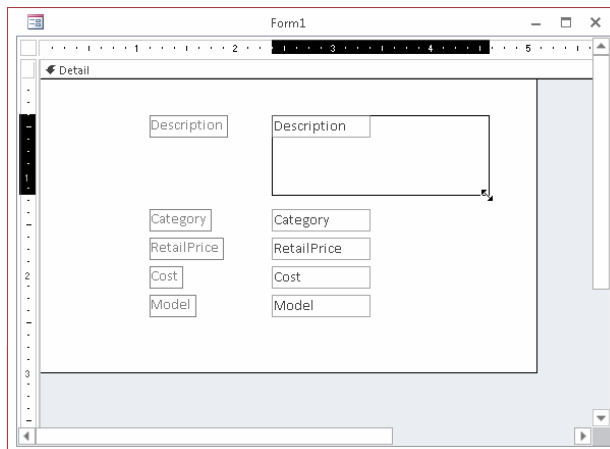 Form1
1 2 3 4 5
Detail
Description Description
1
Category Category
RetailPrice RetailPrice
2
Cost Cost
Model Model
3